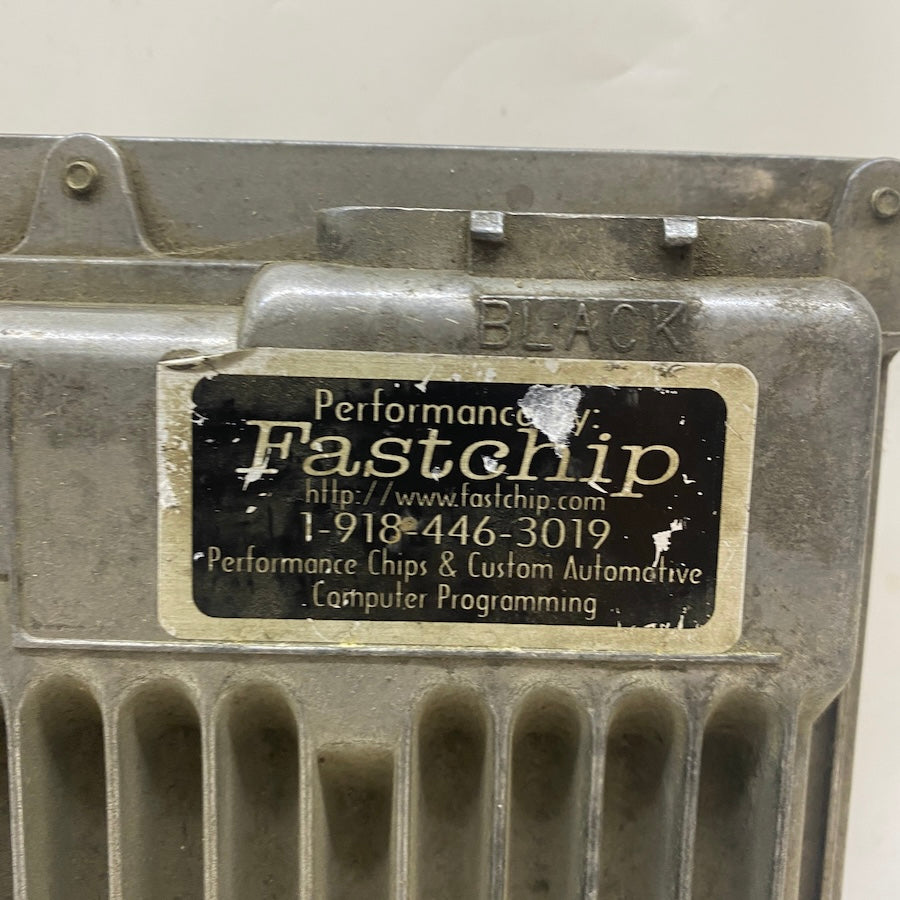 BLACK
Performance By:
Fastchip
http://www.fastchip.com
1-918-446-3019
Performance Chips & Custom Automotive
Computer Programming